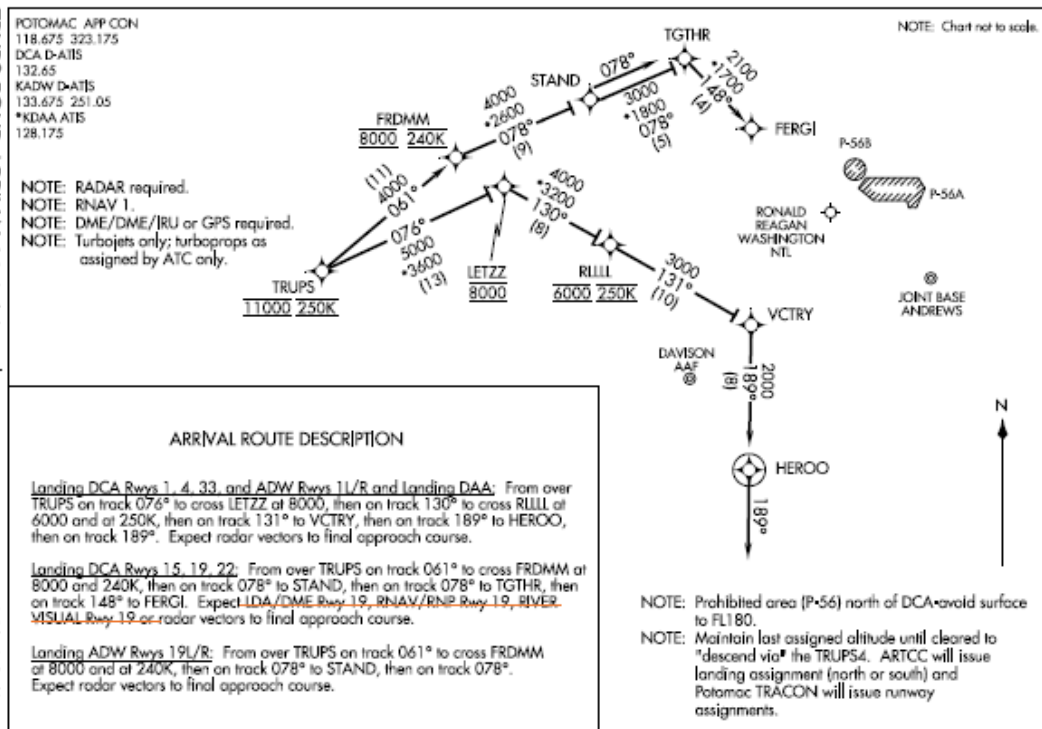 POTOMAC APP CON
118.675 323.175
DCA D-ATIS
132.65
KADW D-ATIS
133.675 251.05
*KDAA ATIS
128.175
NOTE: Chart not to scale.
NOTE: RADAR required.
NOTE: RNAV 1.
NOTE: DME/DME/IRU or GPS required.
NOTE: Turbojets only; turboprops as
assigned by ATC only.
TGTHR
STAND
078°
3000
*1800
078°
(5)
2100
*1700
148°
(4)
FERGI
FRDMM
8000 240K
4000
*2600
078°
(9)
(11)
4000
061°
076°
5000
*3600
(13)
TRUPS
11000 250K
LETZZ
8000
4000
*3200
130°
(8)
RLLLL
6000 250K
3000
131°
(10)
VCTRY
P-56B
P-56A
RONALD
REAGAN
WASHINGTON
NTL
JOINT BASE
ANDREWS
DAVISON
AAF
2000
189°
(8)
HEROO
189°
N
ARRIVAL ROUTE DESCRIPTION
Landing DCA Rwys 1, 4, 33, and ADW Rwys 1L/R and Landing DAA: From over
TRUPS on track 076° to cross LETZZ at 8000, then on track 130° to cross RLLLL at
6000 and at 250K, then on track 131° to VCTRY, then on track 189° to HEROO,
then on track 189°. Expect radar vectors to final approach course.
Landing DCA Rwys 15, 19, 22: From over TRUPS on track 061° to cross FRDMM at
8000 and 240K, then on track 078° to STAND, then on track 078° to TGTHR, then
on track 148° to FERGI. Expect LDA/DME Rwy 19, RNAV/RNP Rwy 19, RIVER
VISUAL Rwy 19 or radar vectors to final approach course.
Landing ADW Rwys 19L/R: From over TRUPS on track 061° to cross FRDMM
at 8000 and at 240K, then on track 078° to STAND, then on track 078°.
Expect radar vectors to final approach course.
NOTE: Prohibited area (P-56) north of DCA-avoid surface
to FL180.
NOTE: Maintain last assigned altitude until cleared to
"descend via" the TRUPS4. ARTCC will issue
landing assignment (north or south) and
Potomac TRACON will issue runway
assignments.